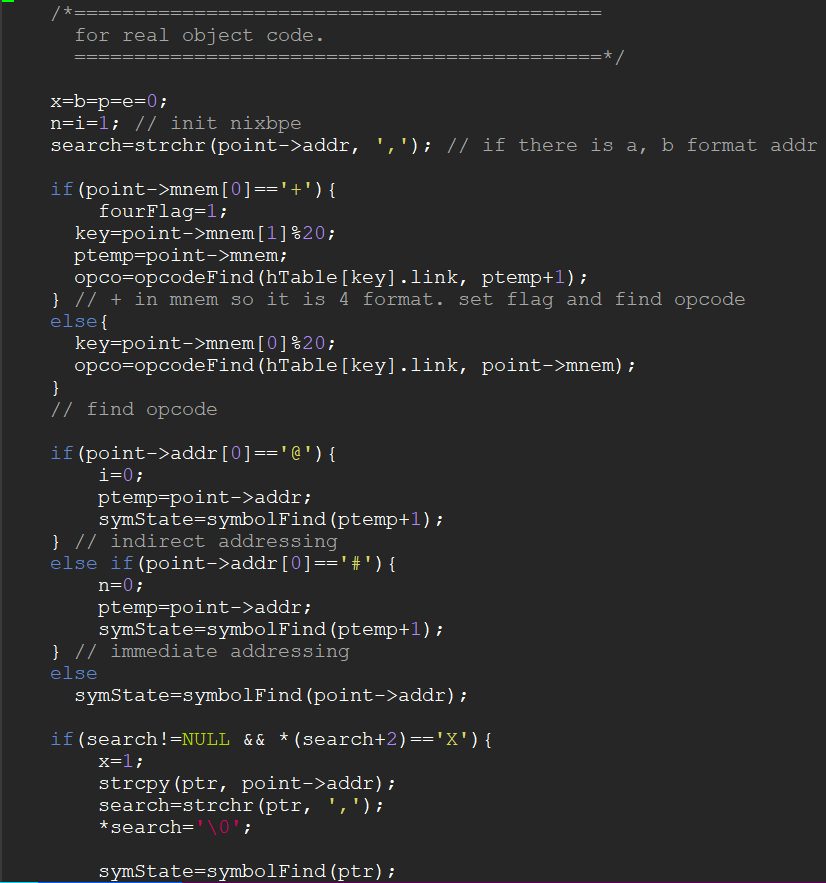 /*============================================
for real object code.
============================================*/
x=b=p=e=0;
n=i=1; // init nixbpe
search=strchr(point->addr, ','); // if there is a, b format addr
if(point->mnem[0]=='+'){
fourFlag=1;
key=point->mnem[1]%20;
ptemp=point->mnem;
opco=opcodeFind(hTable[key].link, ptemp+1);
} // + in mnem so it is 4 format. set flag and find opcode
else{
key=point->mnem[0]%20;
opco=opcodeFind(hTable[key].link, point->mnem);
}
// find opcode
if(point->addr[0]=='@'){
i=0;
ptemp=point->addr;
symState=symbolFind(ptemp+1);
} // indirect addressing
else if(point->addr[0]=='#'){
n=0;
ptemp=point->addr;
symState=symbolFind(ptemp+1);
} // immediate addressing
else
symState=symbolFind(point->addr);
if(search!=NULL && *(search+2)=='X'){
x=1;
strcpy(ptr, point->addr);
search=strchr(ptr, ',');
*search='\0';
symState=symbolFind(ptr);